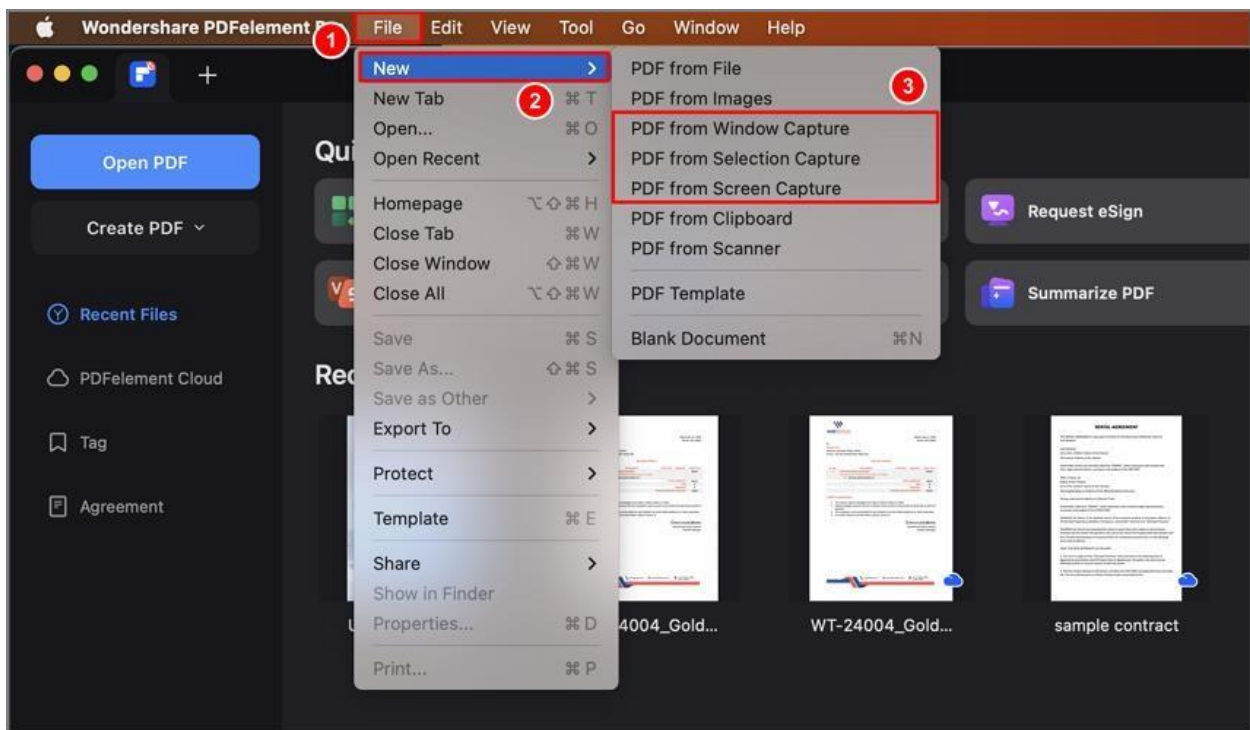 Wondershare PDFelement File Edit View Tool Go Window Help
1
New
2
New Tab ⌘ T
Open... ⌘ O
Open Recent
Homepage ⌥⇧⌘ H
Close Tab ⌘ W
Close Window ⇧⌘ W
Close All ⌥⇧⌘ W
Save ⌘ S
Save As... ⇧⌘ S
Save as Other
Export To
Protect
Template ⌘ E
Share
Show in Finder
Properties... ⌘ D
Print... ⌘ P
3
PDF from File
PDF from Images
PDF from Window Capture
PDF from Selection Capture
PDF from Screen Capture
PDF from Clipboard
PDF from Scanner
PDF Template
Blank Document ⌘N
Open PDF
Create PDF
Recent Files
PDFelement Cloud
Tag
Agreement
Qui
Request eSign
Summarize PDF
Rec
4004_Gold...
WT-24004_Gold...
RENTAL AGREEMENT
sample contract